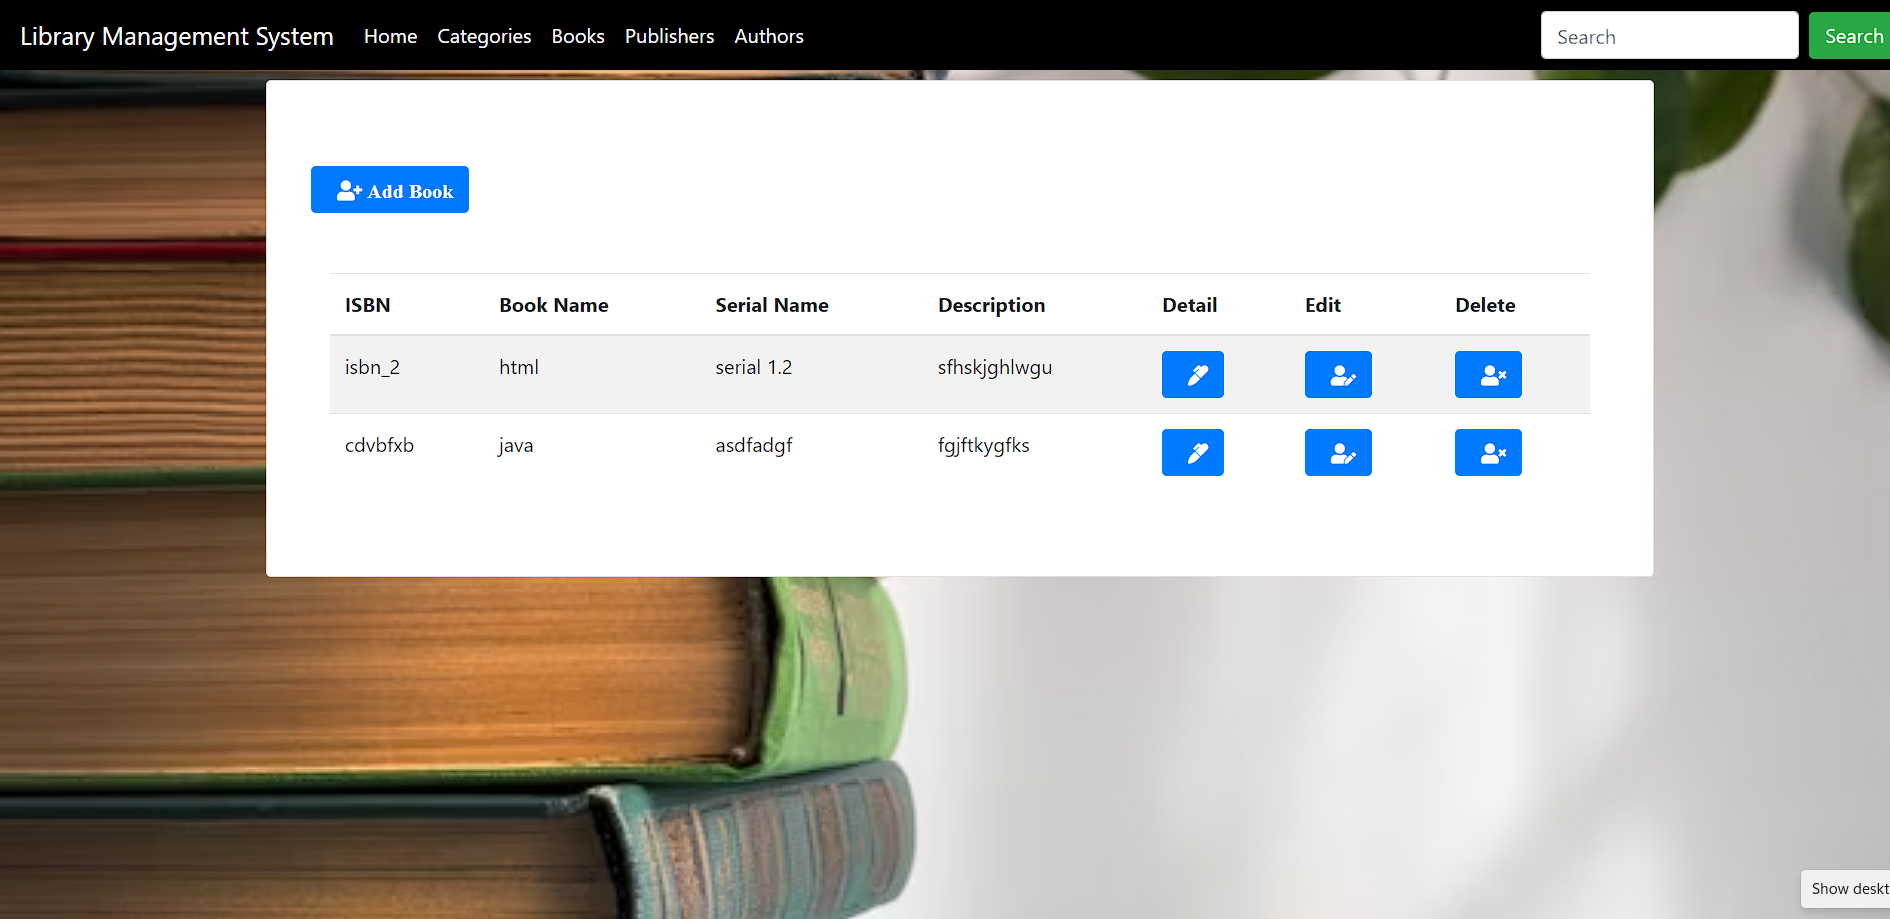 Library Management System Home Categories Books Publishers Authors Search Search
Add Book
ISBN Book Name Serial Name Description Detail Edit Delete
isbn_2 html serial 1.2 sfhskjghlwgu
cdvbfxb java asdfadgf fgjftkygfks
Show deskt